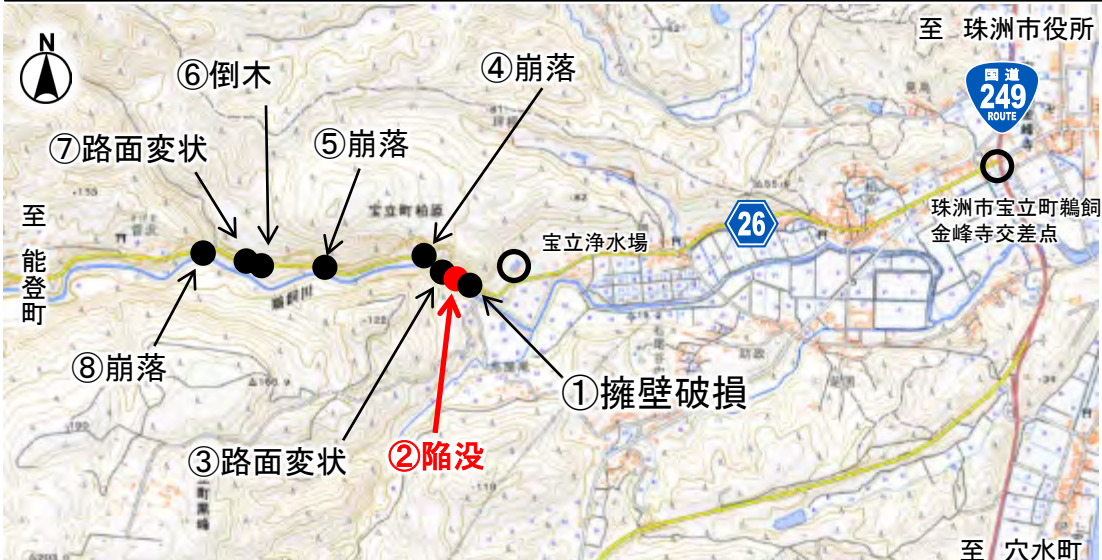 至 珠洲市役所
N
④崩落
⑥倒木
国道
249
ROUTE
⑦路面変状
⑤崩落
珠洲市宝立町鵜飼
金峰寺交差点
至 能登町
宝立町柏原
26
宝立浄水場
鵜飼川
⑧崩落
①擁壁破損
③路面変状
②陥没
至 穴水町